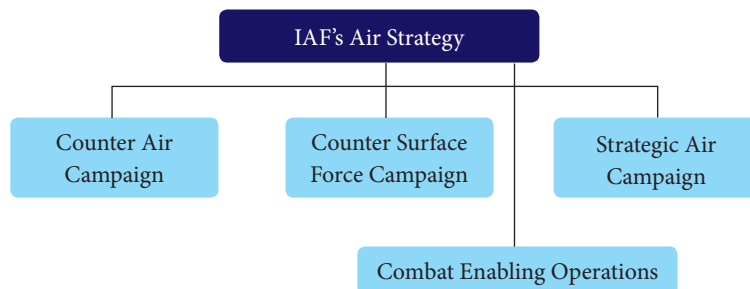 IAF’s Air Strategy
Counter Air
Campaign
Counter Surface
Force Campaign
Strategic Air
Campaign
Combat Enabling Operations